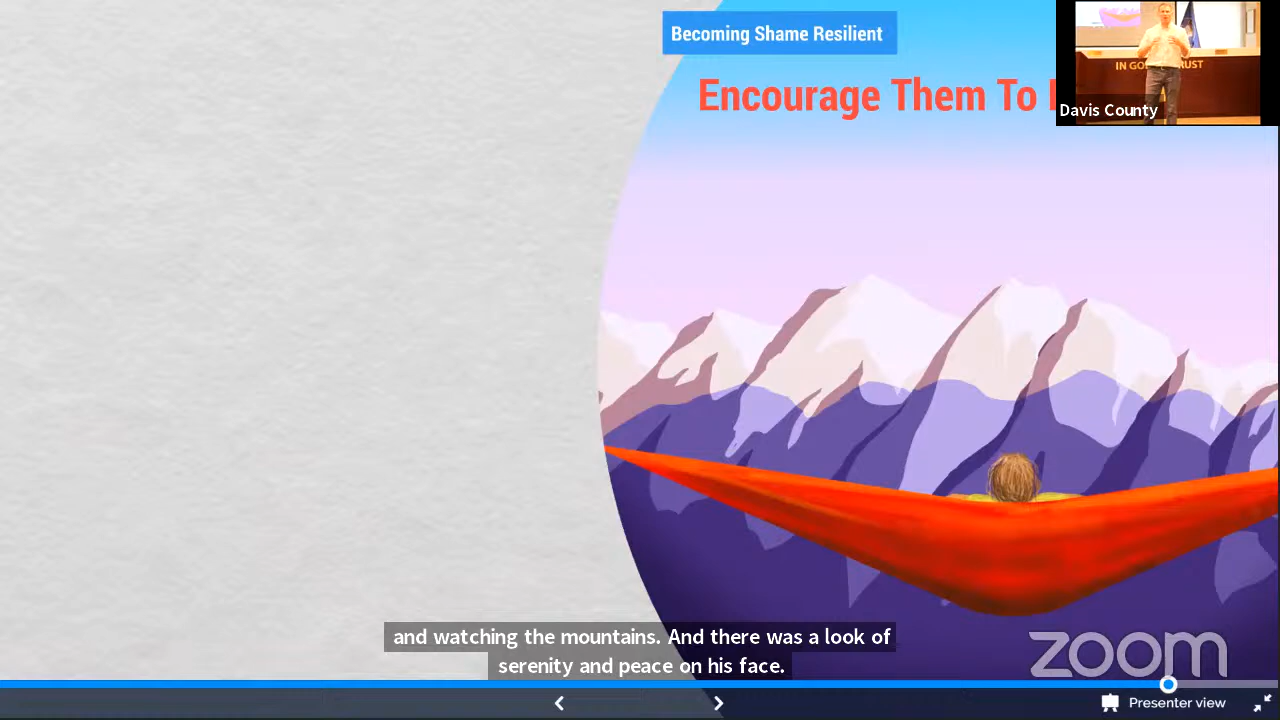 Becoming Shame Resilient
Encourage Them To
IN GO RUST
Davis County
and watching the mountains. And there was a look of
serenity and peace on his face.
zoom
Presenter view